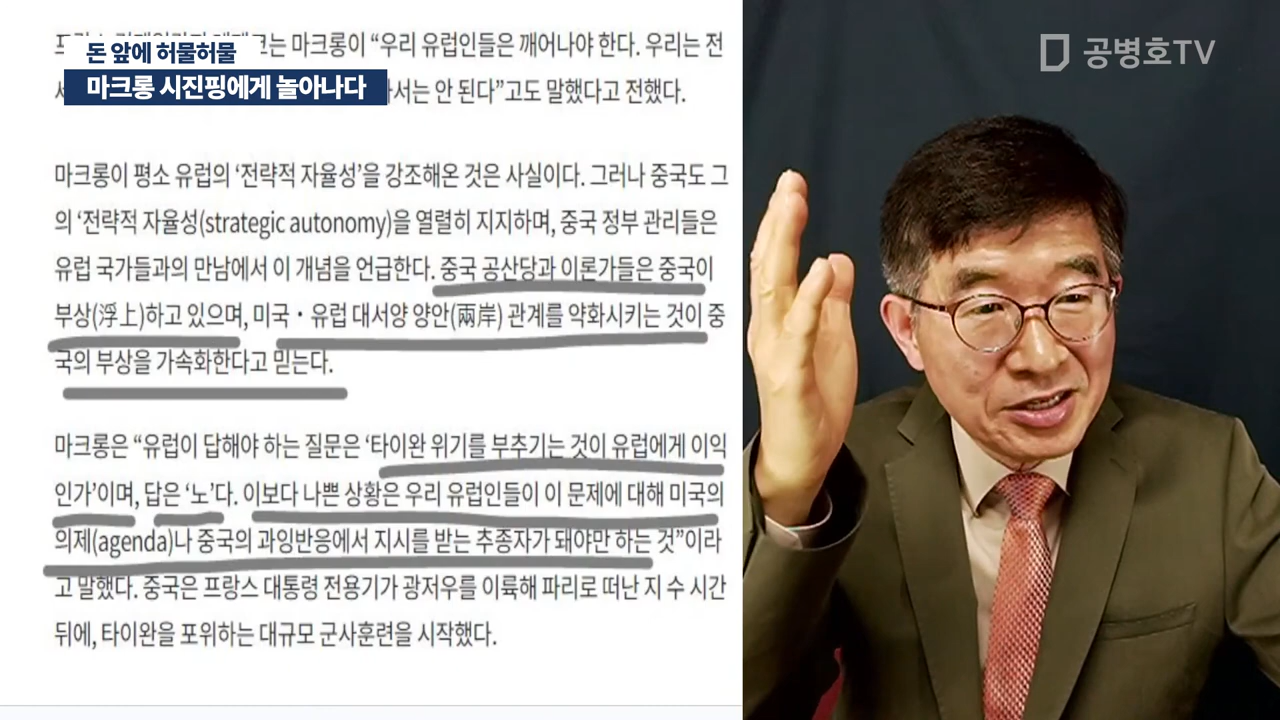 돈 앞에 허물허물
마크롱 시진핑에게 놀아나다
공병호TV
는 마크롱이 “우리 유럽인들은 깨어나야 한다. 우리는 전
서는 안 된다”고도 말했다고 전했다.
마크롱이 평소 유럽의 ‘전략적 자율성’을 강조해온 것은 사실이다. 그러나 중국도 그
의 ‘전략적 자율성(strategic autonomy)을 열렬히 지지하며, 중국 정부 관리들은
유럽 국가들과의 만남에서 이 개념을 언급한다. 중국 공산당과 이론가들은 중국이
부상(浮上)하고 있으며, 미국・유럽 대서양 양안(兩岸) 관계를 약화시키는 것이 중
국의 부상을 가속화한다고 믿는다.
마크롱은 “유럽이 답해야 하는 질문은 ‘타이완 위기를 부추기는 것이 유럽에게 이익
인가’이며, 답은 ‘노’다. 이보다 나쁜 상황은 우리 유럽인들이 이 문제에 대해 미국의
의제(agenda)나 중국의 과잉반응에서 지시를 받는 추종자가 돼야만 하는 것”이라
고 말했다. 중국은 프랑스 대통령 전용기가 광저우를 이륙해 파리로 떠난 지 수 시간
뒤에, 타이완을 포위하는 대규모 군사훈련을 시작했다.